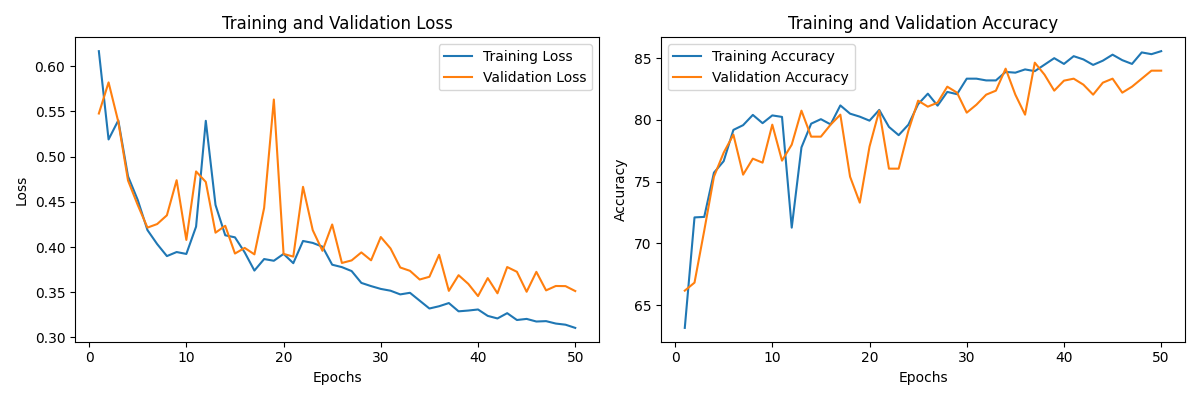 Training and Validation Loss
Training Loss
Validation Loss
Loss
0.60
0.55
0.50
0.45
0.40
0.35
0.30
0
10
20
30
40
50
Epochs
Training and Validation Accuracy
Training Accuracy
Validation Accuracy
Accuracy
85
80
75
70
65
0
10
20
30
40
50
Epochs